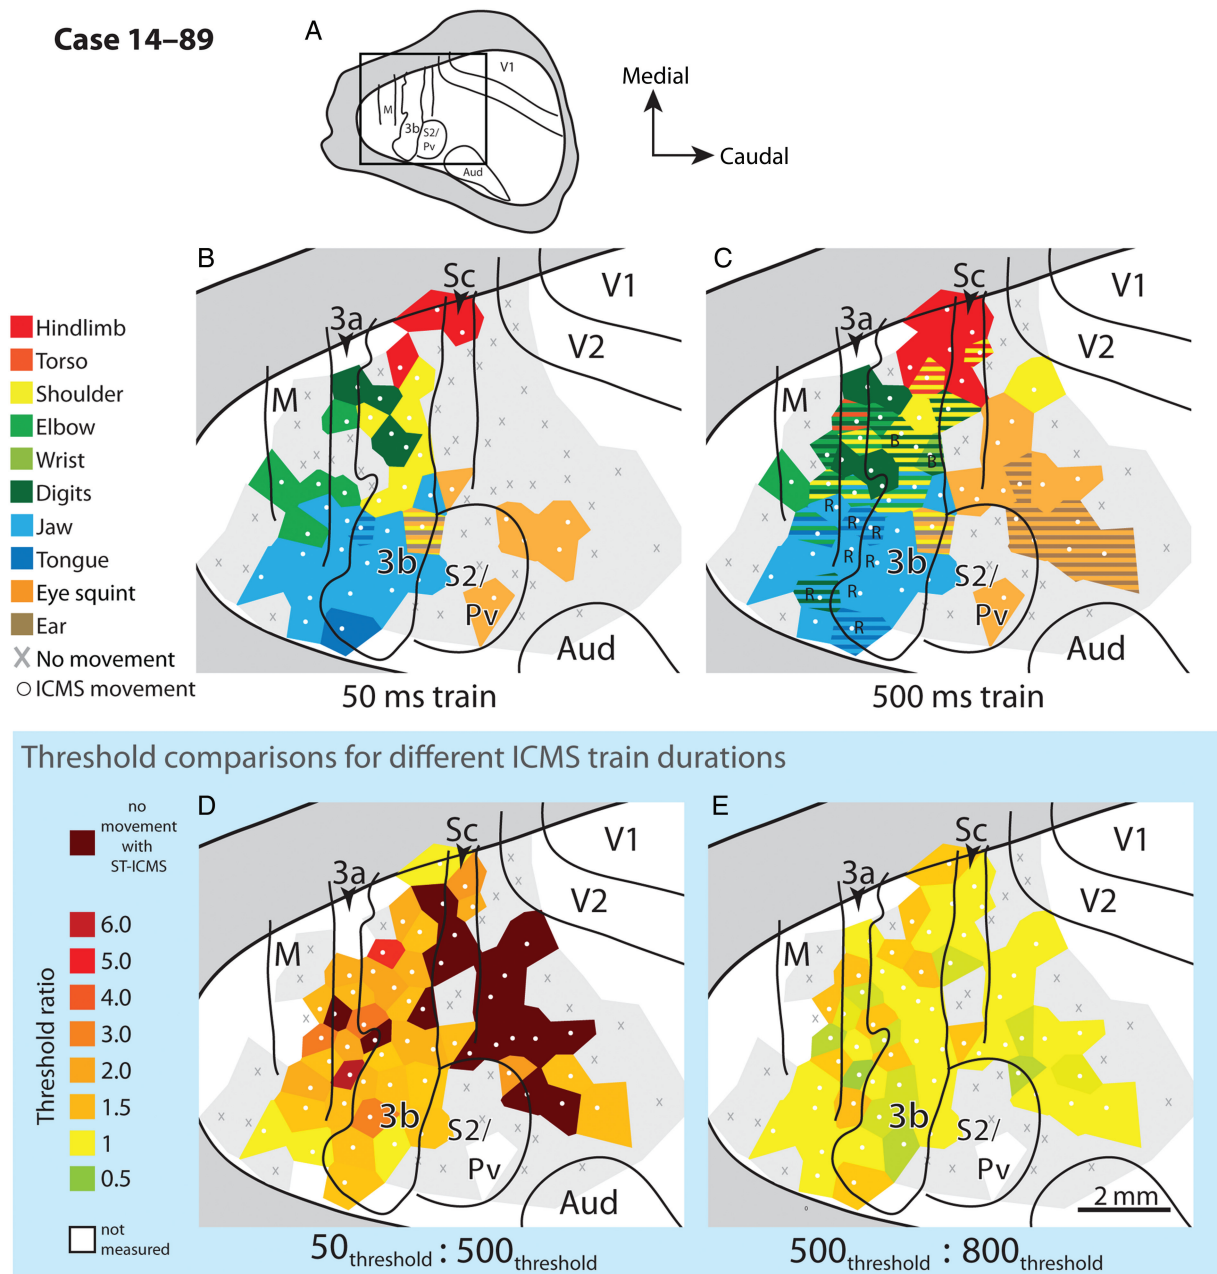 Case 14–89
A
V1
M
3b
S2/
Pv
Aud
Medial
Caudal
B
Sc
V1
3a
V2
M
3b
S2/
Pv
Aud
50 ms train
C
Sc
V1
3a
V2
M
B
B
R
R
R
R
R
3b
R
R
S2/
Pv
R
Aud
500 ms train
Hindlimb
Torso
Shoulder
Elbow
Wrist
Digits
Jaw
Tongue
Eye squint
Ear
No movement
ICMS movement
Threshold comparisons for different ICMS train durations
no
movement
with
ST-ICMS
Threshold ratio
6.0
5.0
4.0
3.0
2.0
1.5
1
0.5
not
measured
D
Sc
V1
3a
V2
M
3b
S2/
Pv
Aud
50threshold : 500threshold
E
Sc
V1
3a
V2
M
3b
S2/
Pv
2 mm
500threshold : 800threshold